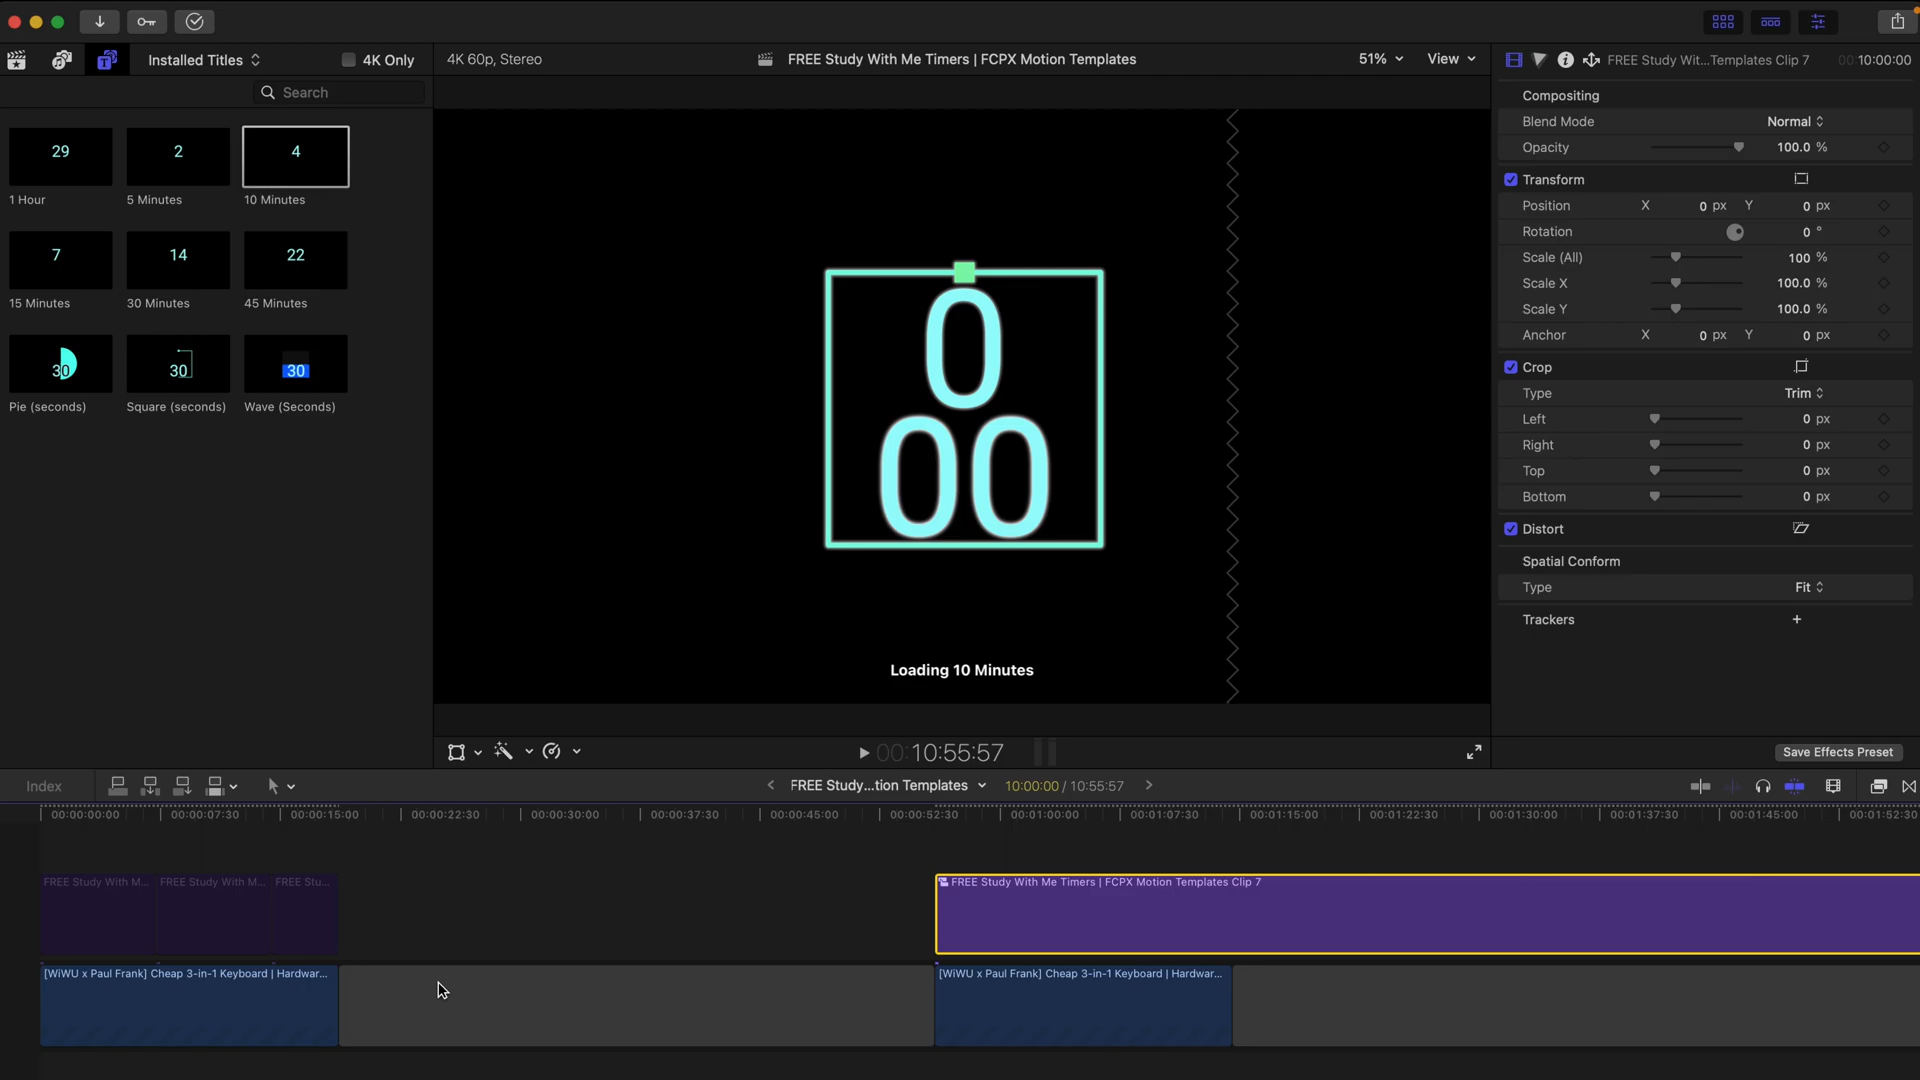 Installed Titles
4K Only
4K 60p, Stereo
FREE Study With Me Timers | FCPX Motion Templates
51%
View
FREE Study Wit...Templates Clip 7
00:10:00:00
Search
29
2
4
1 Hour
5 Minutes
10 Minutes
7
14
22
15 Minutes
30 Minutes
45 Minutes
30
30
30
Pie (seconds)
Square (seconds)
Wave (Seconds)
0
00
Loading 10 Minutes
Compositing
Blend Mode
Normal
Opacity
100.0 %
Transform
Position X 0 px Y 0 px
Rotation 0 °
Scale (All) 100 %
Scale X 100.0 %
Scale Y 100.0 %
Anchor X 0 px Y 0 px
Crop
Type Trim
Left 0 px
Right 0 px
Top 0 px
Bottom 0 px
Distort
Spatial Conform
Type Fit
Trackers
Save Effects Preset
00:10:55:57
Index
FREE Study...tion Templates
10:00:00 / 10:55:57
00:00:00:00
00:00:07:30
00:00:15:00
00:00:22:30
00:00:30:00
00:00:37:30
00:00:45:00
00:00:52:30
00:01:00:00
00:01:07:30
00:01:15:00
00:01:22:30
00:01:30:00
00:01:37:30
00:01:45:00
00:01:52:30
FREE Study With M...
FREE Study With M...
FREE Stu...
FREE Study With Me Timers | FCPX Motion Templates Clip 7
[WiWU x Paul Frank] Cheap 3-in-1 Keyboard | Hardwar...
[WiWU x Paul Frank] Cheap 3-in-1 Keyboard | Hardwar...